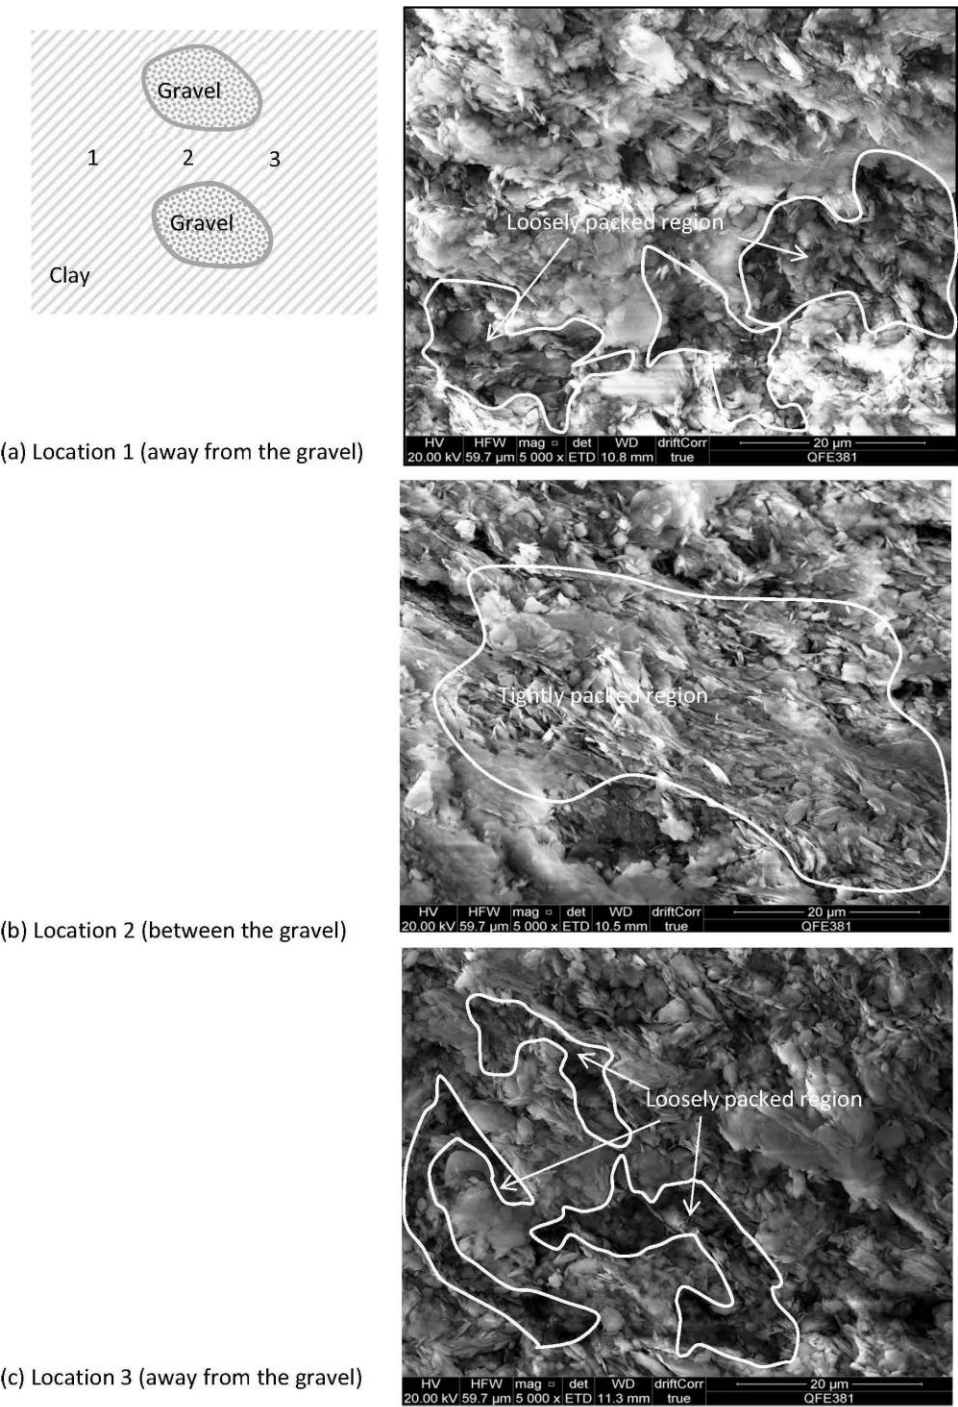 Gravel
1 2 3
Gravel
Clay
Loosely packed region
HV HFW mag □ det WD driftCorr 20 µm
20.00 kV 59.7 µm 5 000 x ETD 10.8 mm true QFE381
(a) Location 1 (away from the gravel)
Tightly packed region
HV HFW mag □ det WD driftCorr 20 µm
20.00 kV 59.7 µm 5 000 x ETD 10.5 mm true QFE381
(b) Location 2 (between the gravel)
Loosely packed region
HV HFW mag □ det WD driftCorr 20 µm
20.00 kV 59.7 µm 5 000 x ETD 11.3 mm true QFE381
(c) Location 3 (away from the gravel)